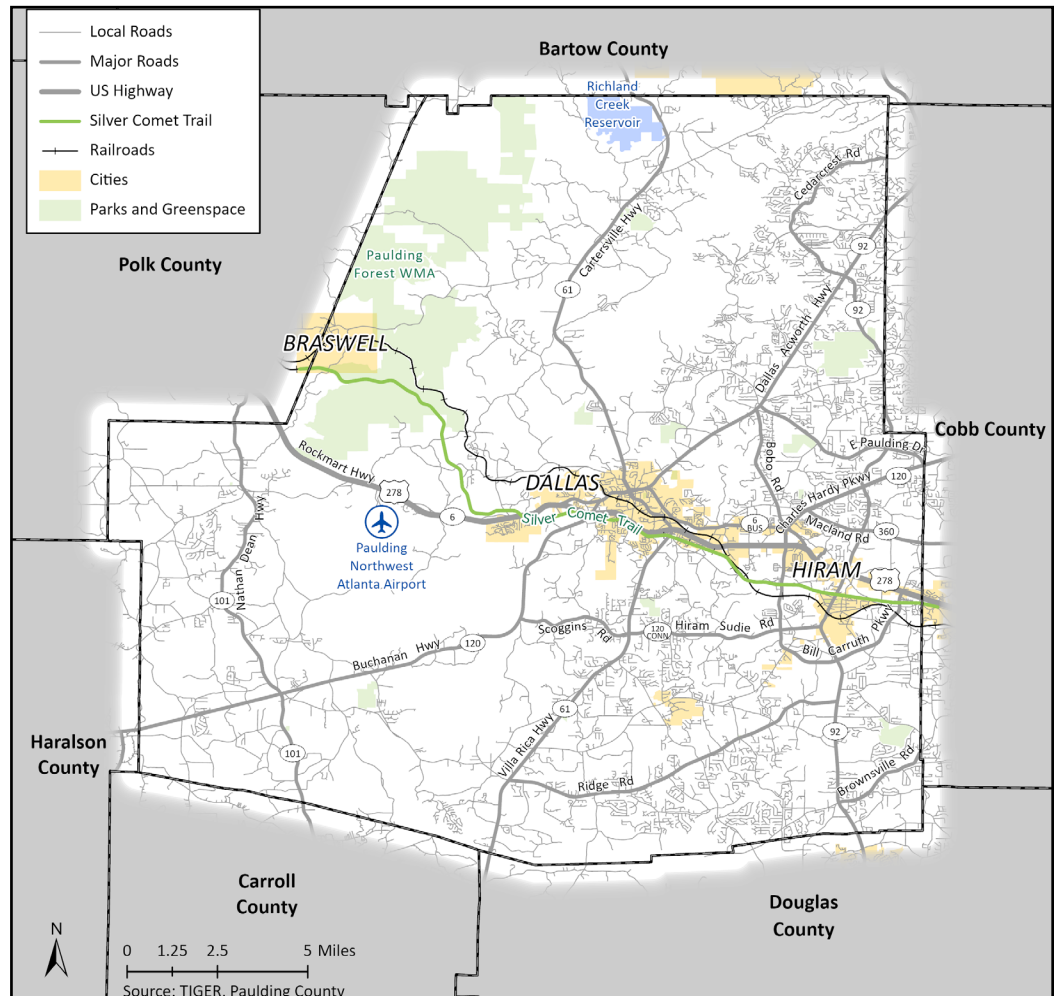 Local Roads
Major Roads
US Highway
Silver Comet Trail
Railroads
Cities
Parks and Greenspace
Bartow County
Richland
Creek
Reservoir
Cedarcrest Rd
92
Polk County
Paulding
Forest WMA
Cartersville Hwy
61
92
Dallas Acworth Hwy
BRASWELL
Cobb County
E Paulding Dr
Bobo Rd
Rockmart Hwy
278
DALLAS
120
Charles Hardy Pkwy
6
Silver Comet Trail
6
BUS
Macland Rd
360
Paulding
Northwest
Atlanta Airport
Nathan Dean Hwy
HIRAM
278
101
Scoggins Rd
120
CONN
Hiram Sudie Rd
Bill Carruth Pkwy
Buchanan Hwy
120
61
Villa Rica Hwy
92
Haralson
County
101
Ridge Rd
Brownsville Rd
Carroll
County
Douglas
County
N
0 1.25 2.5 5 Miles
Source: TIGER, Paulding County